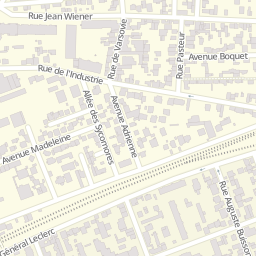 Rue Jean Wiener
Rue de Varsovie
Rue Pasteur
Avenue Boquet
Rue de l'Industrie
Allée des Sycomores
Avenue Adrienne
Avenue Madeleine
Rue Auguste Buisson
Général Leclerc